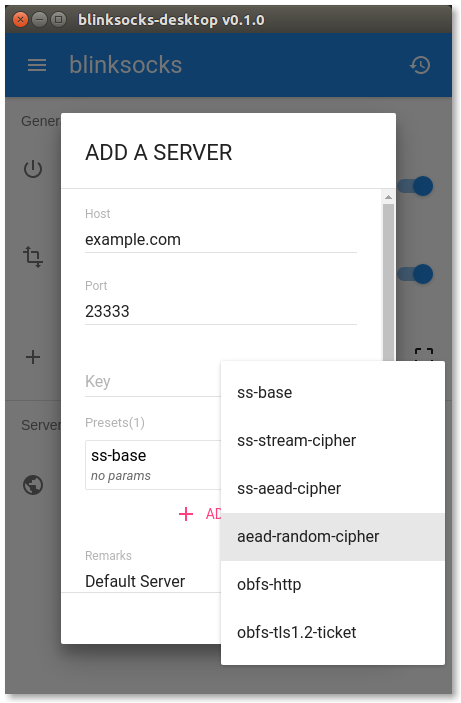 blinksocks-desktop v0.1.0
blinksocks
Gener
ADD A SERVER
Host
example.com
Port
23333
Key
Presets(1)
ss-base
no params
AD
Remarks
Default Server
Server
ss-base
ss-stream-cipher
ss-aead-cipher
aead-random-cipher
obfs-http
obfs-tls1.2-ticket